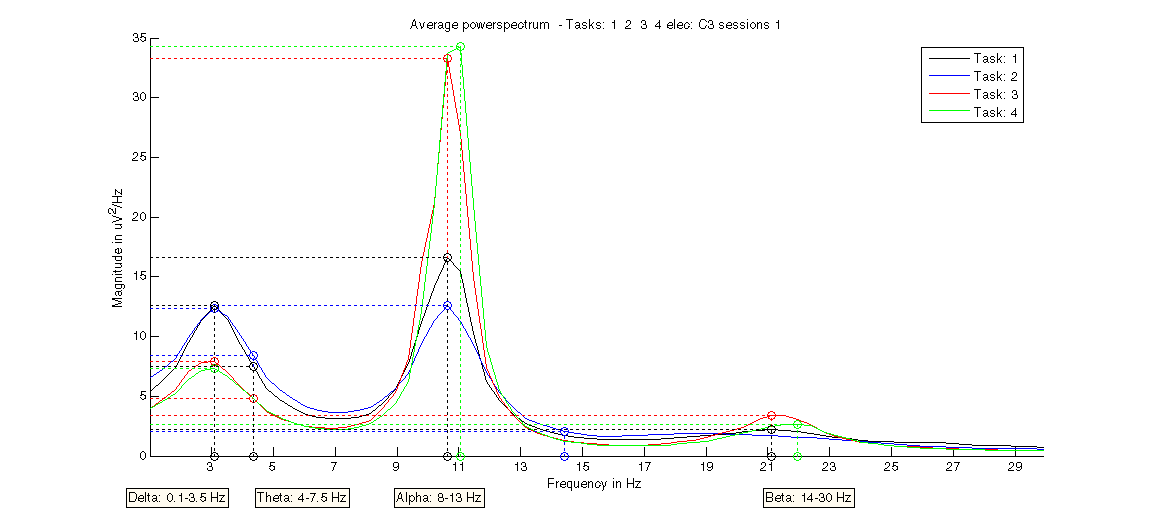 Average powerspectrum - Tasks: 1 2 3 4 elec: C3 sessions 1
35
30
25
20
15
10
5
0
Magnitude in uV²/Hz
Task: 1
Task: 2
Task: 3
Task: 4
3 5 7 9 11 13 15 17 19 21 23 25 27 29
Frequency in Hz
Delta: 0.1-3.5 Hz
Theta: 4-7.5 Hz
Alpha: 8-13 Hz
Beta: 14-30 Hz